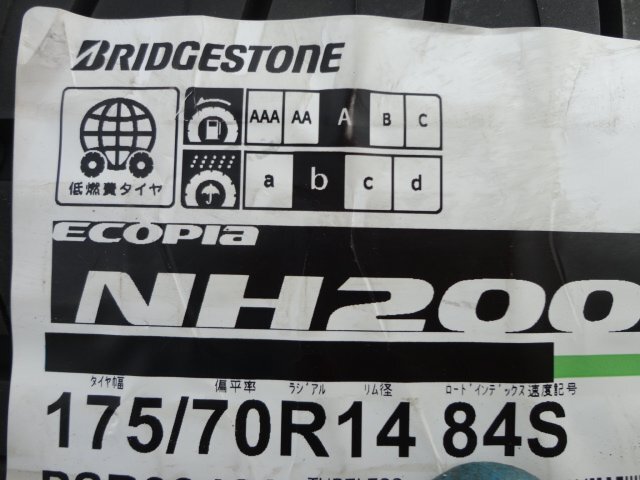 BRIDGESTONE
低燃費タイヤ
AAA AA A B C
a b c d
ECOPIA
NH200
タイヤ幅 偏平率 ラジアル リム径 ロードインデックス 速度記号
175/70R14 84S